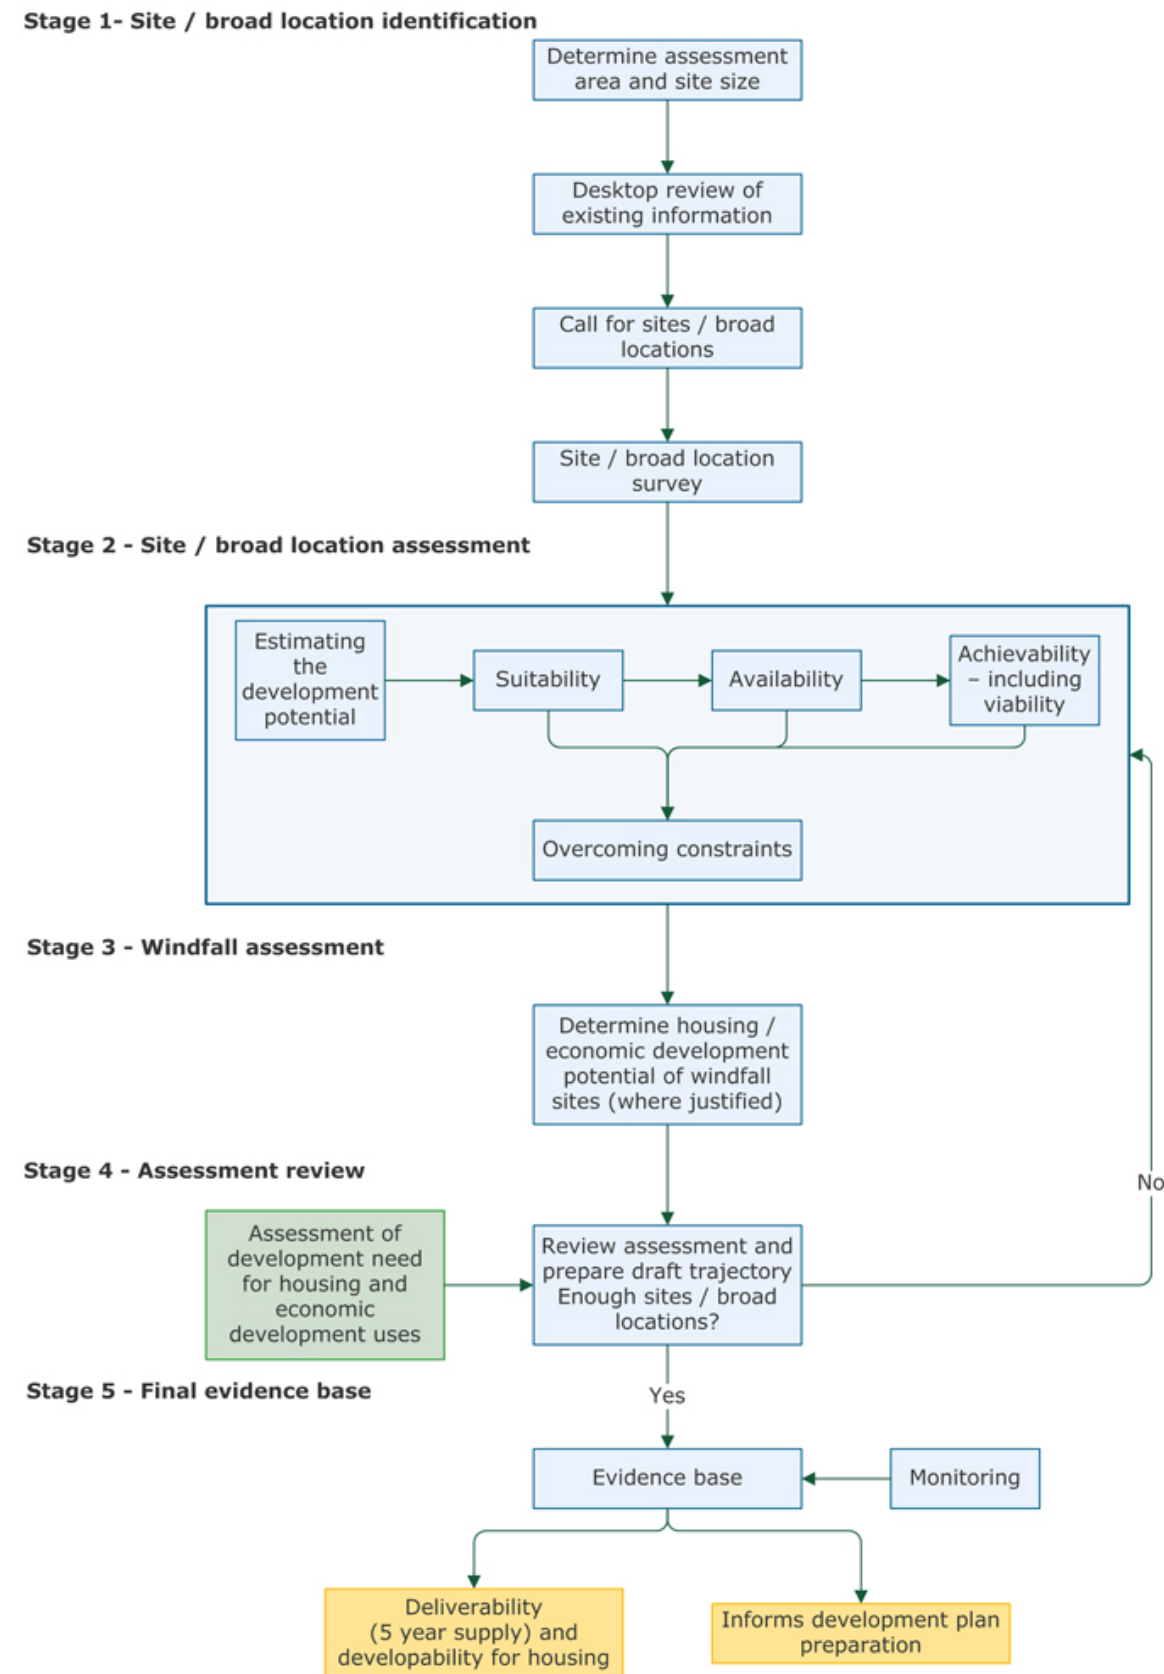 Stage 1- Site / broad location identification
Determine assessment
area and site size
Desktop review of
existing information
Call for sites / broad
locations
Site / broad location
survey
Stage 2 - Site / broad location assessment
Estimating
the
development
potential
Suitability
Availability
Achievability
– including
viability
Overcoming constraints
Stage 3 - Windfall assessment
Determine housing /
economic development
potential of windfall
sites (where justified)
Stage 4 - Assessment review
No
Assessment of
development need
for housing and
economic
development uses
Review assessment and
prepare draft trajectory
Enough sites / broad
locations?
Stage 5 - Final evidence base
Yes
Evidence base
Monitoring
Deliverability
(5 year supply) and
developability for housing
Informs development plan
preparation